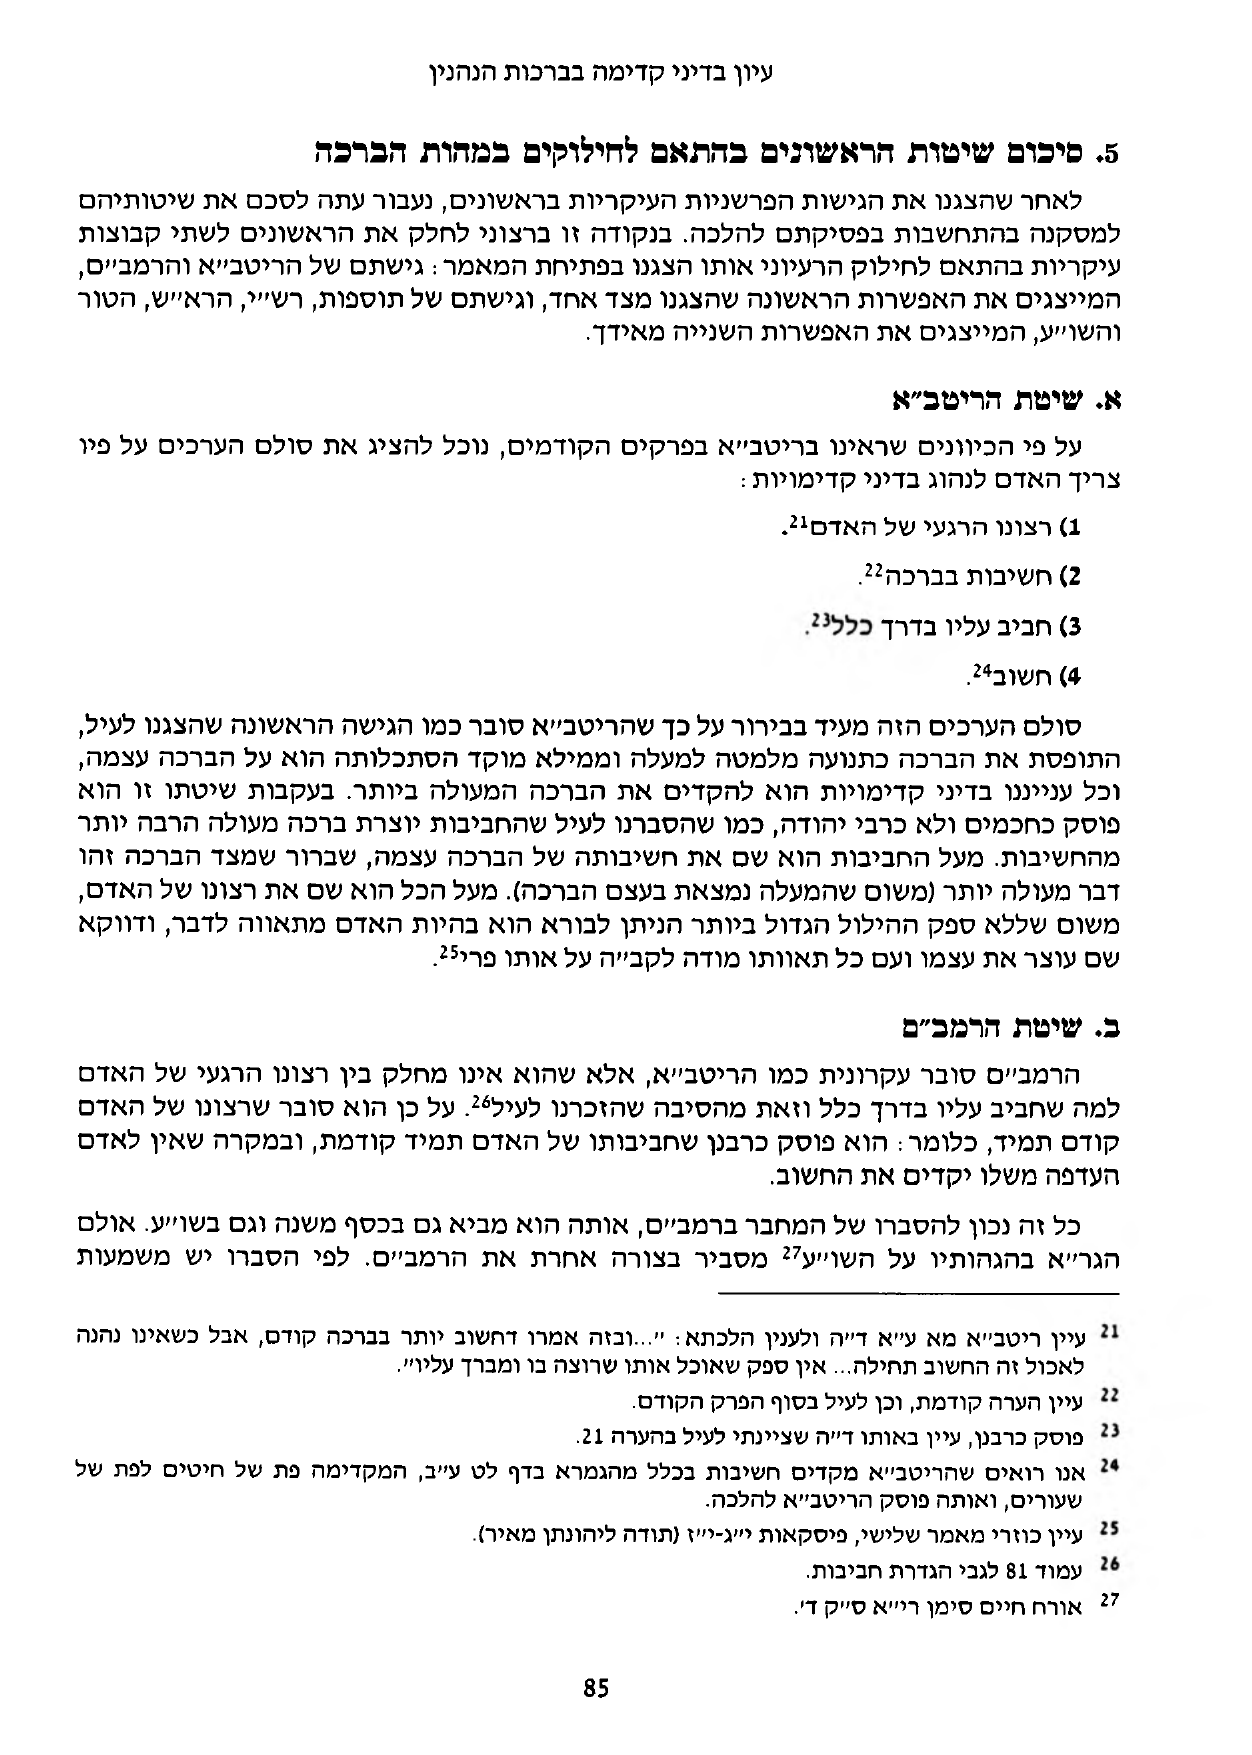 עיון בדיני קדימה בברכות הנהנין
5. סיכום שיטות הראשונים בהתאם לחילוקים במהות הברכה
לאחר שהצגנו את הגישות הפרשניות העיקריות בראשונים, נעבור עתה לסכם את שיטותיהם
למסקנה בהתחשבות בפסיקתם להלכה. בנקודה זו ברצוני לחלק את הראשונים לשתי קבוצות
עיקריות בהתאם לחילוק הרעיוני אותו הצגנו בפתיחת המאמר: גישתם של הריטב״א והרמב״ם,
המייצגים את האפשרות הראשונה שהצגנו מצד אחד, וגישתם של תוספות, רש״י, הרא״ש, הטור
והשו״ע, המייצגים את האפשרות השנייה מאידך.
א. שיטת הריטב״א
על פי הכיוונים שראינו בריטב״א בפרקים הקודמים, נוכל להציג את סולם הערכים על פיו
צריך האדם לנהוג בדיני קדימויות:
1) רצונו הרגעי של האדם21.
2) חשיבות בברכה22.
3) חביב עליו בדרך כלל23.
4) חשוב24.
סולם הערכים הזה מעיד בבירור על כך שהריטב״א סובר כמו הגישה הראשונה שהצגנו לעיל,
התופסת את הברכה כתנועה מלמטה למעלה וממילא מוקד הסתכלותה הוא על הברכה עצמה,
וכל ענייננו בדיני קדימויות הוא להקדים את הברכה המעולה ביותר. בעקבות שיטתו זו הוא
פוסק כחכמים ולא כרבי יהודה, כמו שהסברנו לעיל שהחביבות יוצרת ברכה מעולה הרבה יותר
מהחשיבות. מעל החביבות הוא שם את חשיבותה של הברכה עצמה, שברור שמצד הברכה זהו
דבר מעולה יותר (משום שהמעלה נמצאת בעצם הברכה). מעל הכל הוא שם את רצונו של האדם,
משום שללא ספק ההילול הגדול ביותר הניתן לבורא הוא בהיות האדם מתאווה לדבר, ודווקא
שם עוצר את עצמו ועם כל תאוותו מודה לקב״ה על אותו פרי25.
ב. שיטת הרמב״ם
הרמב״ם סובר עקרונית כמו הריטב״א, אלא שהוא אינו מחלק בין רצונו הרגעי של האדם
למה שחביב עליו בדרך כלל וזאת מהסיבה שהזכרנו לעיל26. על כן הוא סובר שרצונו של האדם
קודם תמיד, כלומר: הוא פוסק כרבנן שחביבותו של האדם תמיד קודמת, ובמקרה שאין לאדם
העדפה משלו יקדים את החשוב.
כל זה נכון להסברו של המחבר ברמב״ם, אותה הוא מביא גם בכסף משנה וגם בשו״ע. אולם
הגר״א בהגהותיו על השו״ע27 מסביר בצורה אחרת את הרמב״ם. לפי הסברו יש משמעות
21 עיין ריטב״א מא ע״א ד״ה ולענין הלכתא: ״...ובזה אמרו דחשוב יותר בברכה קודם, אבל כשאינו נהנה
לאכול זה החשוב תחילה... אין ספק שאוכל אותו שרוצה בו ומברך עליו״.
22 עיין הערה קודמת, וכן לעיל בסוף הפרק הקודם.
23 פוסק כרבנן, עיין באותו ד״ה שציינתי לעיל בהערה 21.
24 אנו רואים שהריטב״א מקדים חשיבות בכלל מהגמרא בדף לט ע״ב, המקדימה פת של חיטים לפת של
שעורים, ואותה פוסק הריטב״א להלכה.
25 עיין כוזרי מאמר שלישי, פיסקאות י״ג-י״ז (תודה ליהונתן מאיר).
26 עמוד 81 לגבי הגדרת חביבות.
27 אורח חיים סימן רי״א ס״ק ד׳.
85